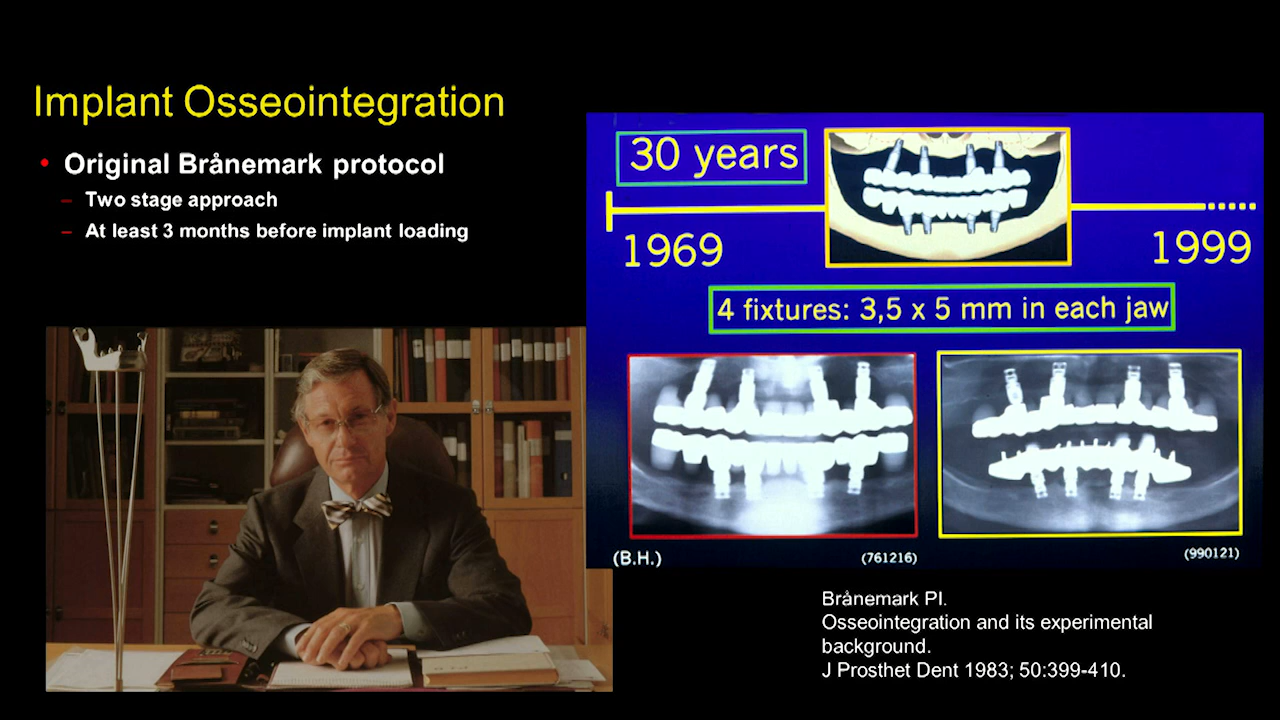 Implant Osseointegration
• Original Brånemark protocol
– Two stage approach
– At least 3 months before implant loading
30 years
1969
1999
4 fixtures: 3,5 x 5 mm in each jaw
(B.H.)
(761216)
(990121)
Brånemark PI.
Osseointegration and its experimental
background.
J Prosthet Dent 1983; 50:399-410.